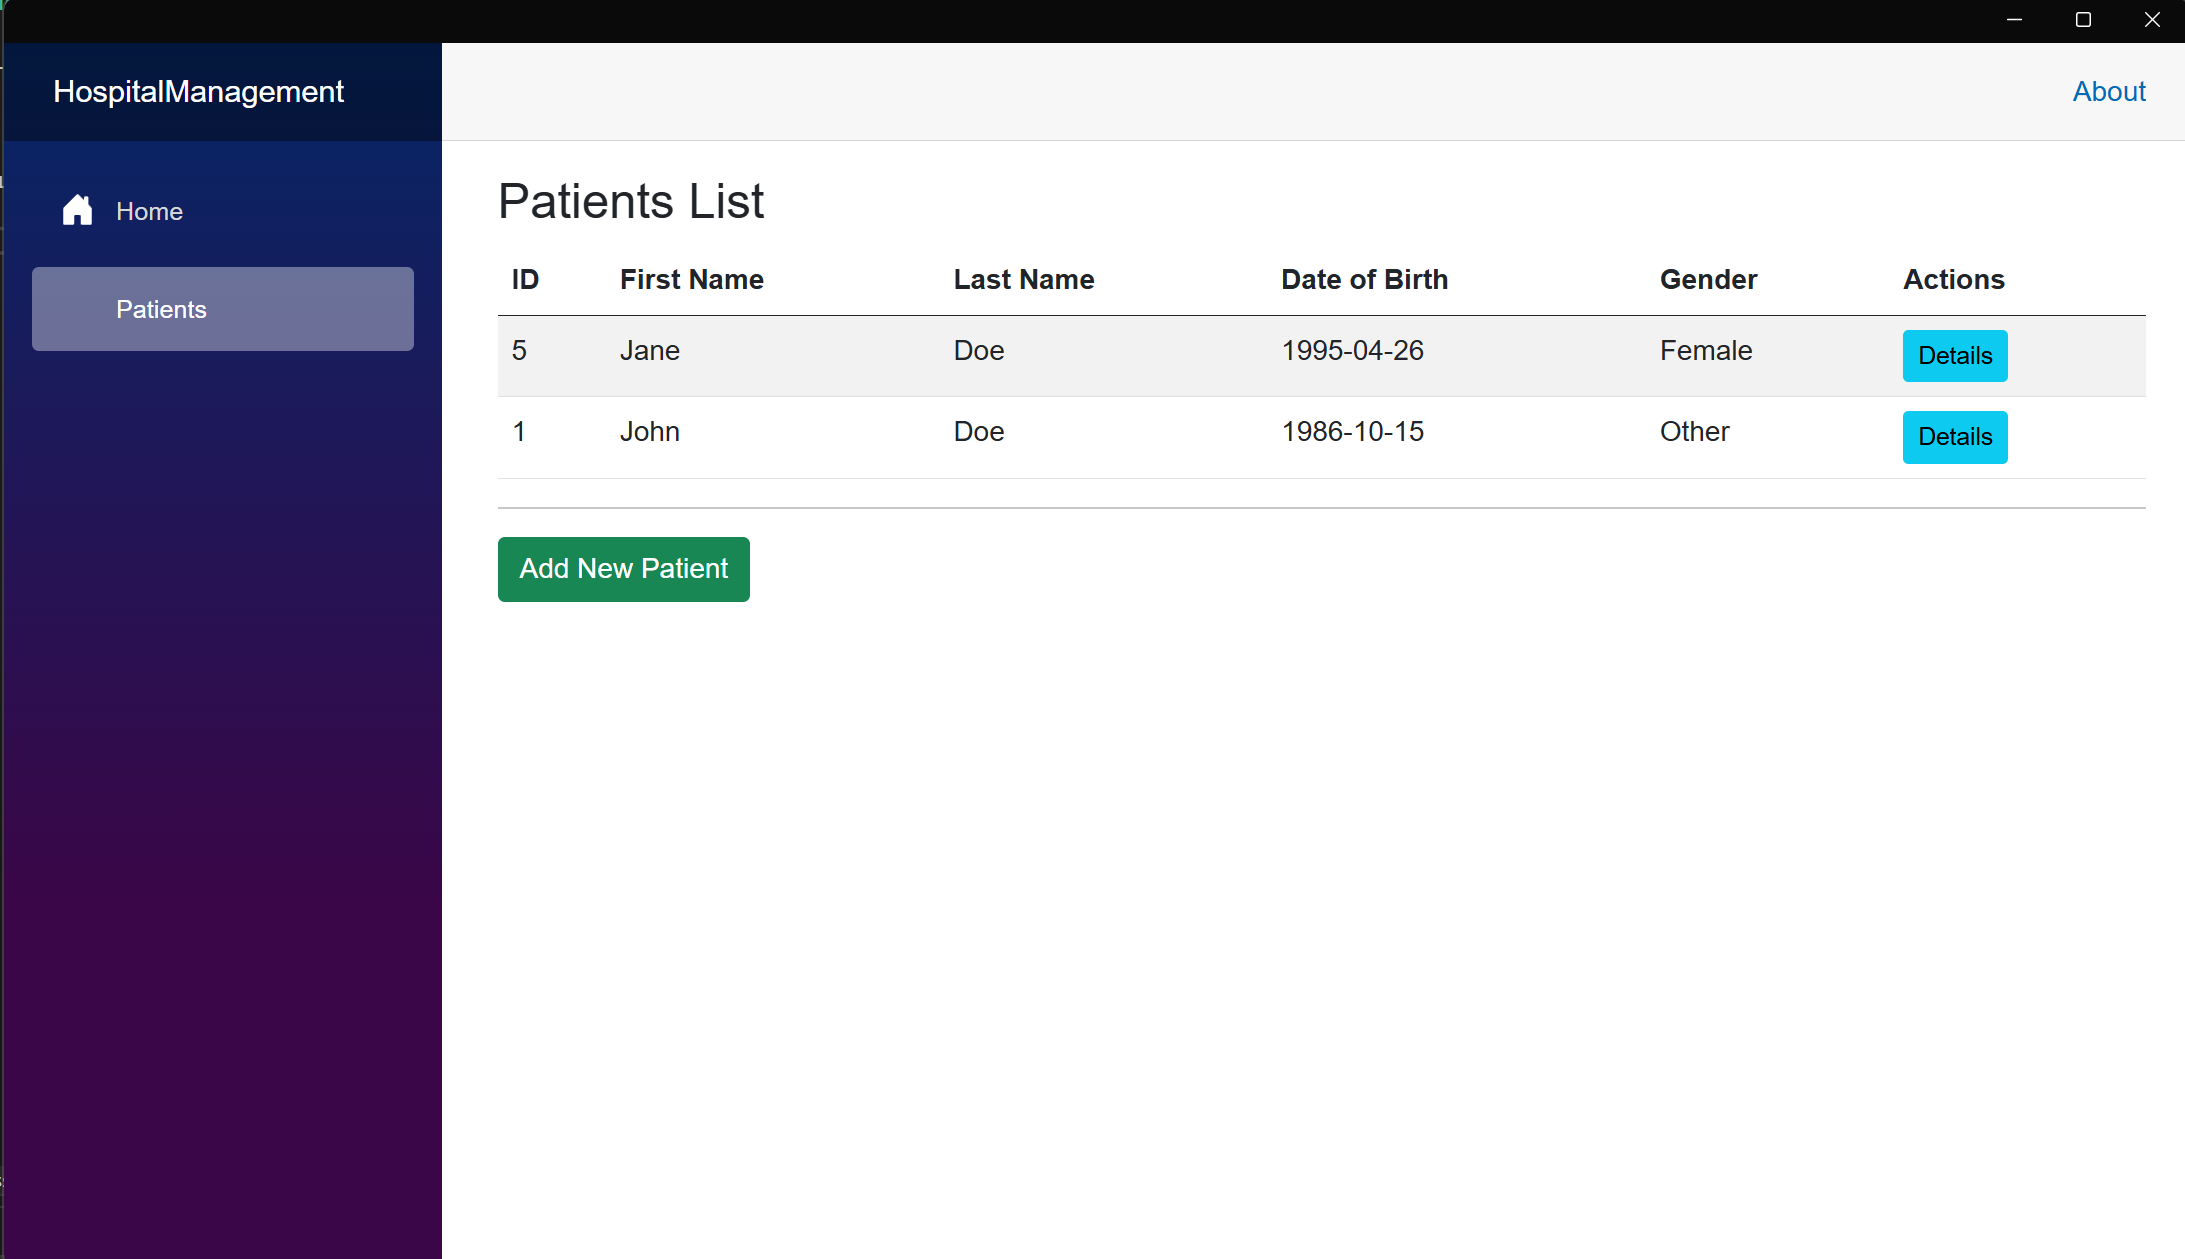 HospitalManagement
About
Home
Patients
Patients List
ID First Name Last Name Date of Birth Gender Actions
5 Jane Doe 1995-04-26 Female Details
1 John Doe 1986-10-15 Other Details
Add New Patient